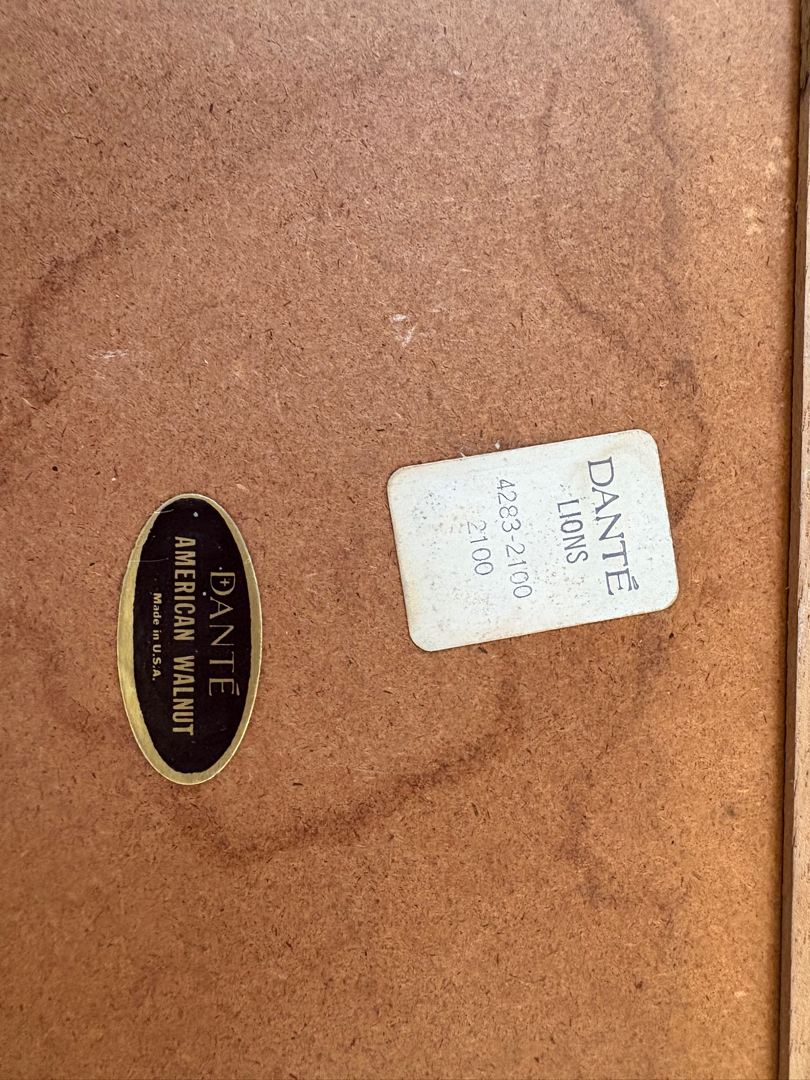 DANTÉ
LIONS
4283-2100
2100
DANTÉ
AMERICAN WALNUT
Made in U.S.A.